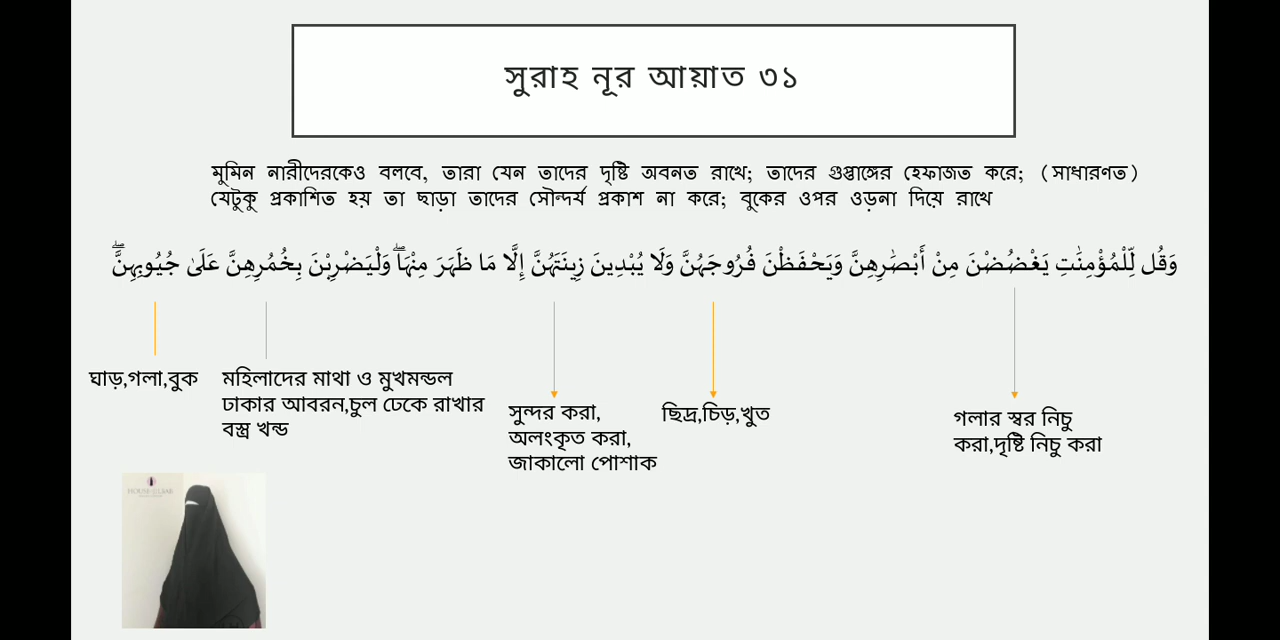 সুরাহ নূর আয়াত ৩১
মুমিন নারীদেরকেও বলবে, তারা যেন তাদের দৃষ্টি অবনত রাখে; তাদের গুপ্তাঙ্গের হেফাজত করে; (সাধারণত)
যেটুকু প্রকাশিত হয় তা ছাড়া তাদের সৌন্দর্য প্রকাশ না করে; বুকের ওপর ওড়না দিয়ে রাখে
وَقُل لِّلْمُؤْمِنَٰتِ يَغْضُضْنَ مِنْ أَبْصَٰرِهِنَّ وَيَحْفَظْنَ فُرُوجَهُنَّ وَلَا يُبْدِينَ زِينَتَهُنَّ إِلَّا مَا ظَهَرَ مِنْهَاۖ وَلْيَضْرِبْنَ بِخُمُرِهِنَّ عَلَىٰ جُيُوبِهِنَّۖ
ঘাড়,গলা,বুক
মহিলাদের মাথা ও মুখমন্ডল
ঢাকার আবরন,চুল ঢেকে রাখার
বস্ত্র খন্ড
সুন্দর করা,
অলংকৃত করা,
জাকালো পোশাক
ছিদ্র,চিড়,খুত
গলার স্বর নিচু
করা,দৃষ্টি নিচু করা